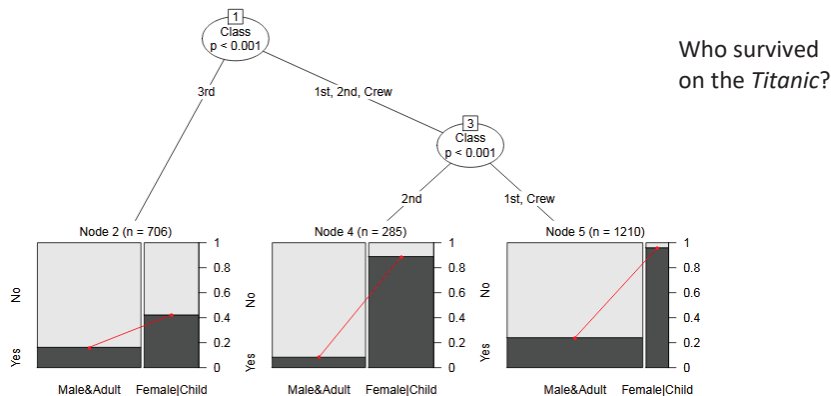 1
Class
p < 0.001
Who survived
on the Titanic?
3rd
1st, 2nd, Crew
3
Class
p < 0.001
2nd
1st, Crew
Node 2 (n = 706)
No
Yes
1
0.8
0.6
0.4
0.2
0
Male&Adult
Female|Child
Node 4 (n = 285)
No
Yes
1
0.8
0.6
0.4
0.2
0
Male&Adult
Female|Child
Node 5 (n = 1210)
No
Yes
1
0.8
0.6
0.4
0.2
0
Male&Adult
Female|Child